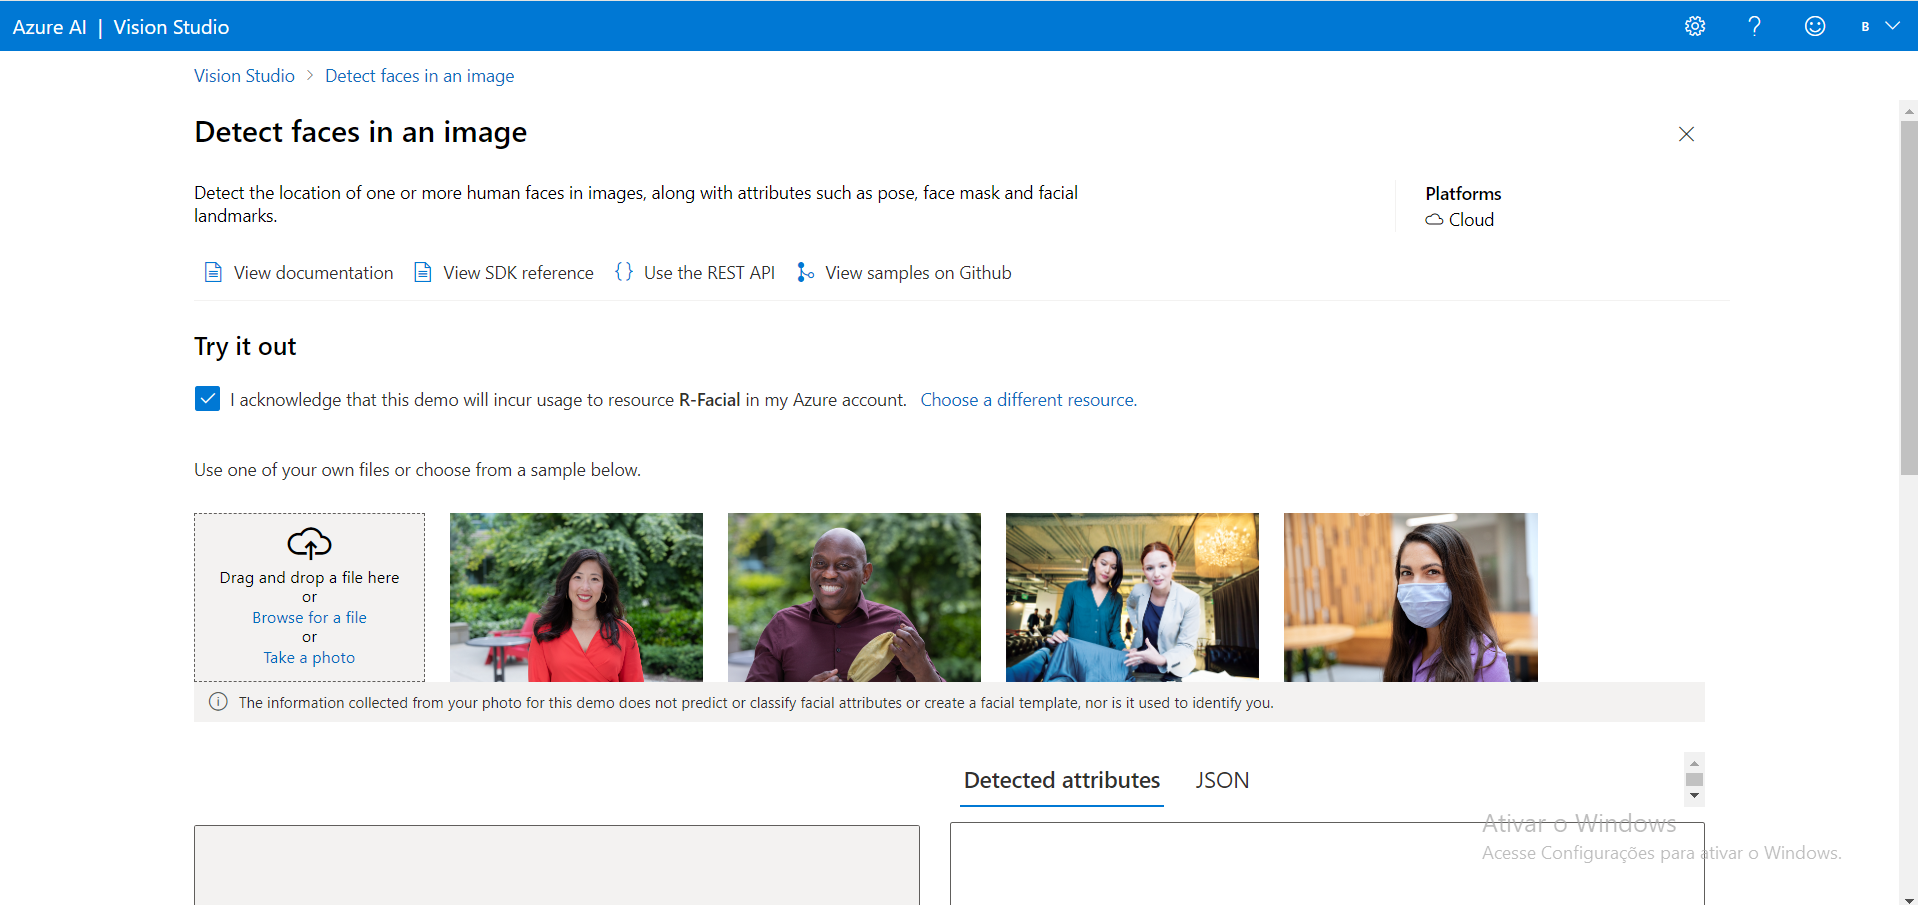 Azure AI | Vision Studio
B
Vision Studio > Detect faces in an image
Detect faces in an image
Detect the location of one or more human faces in images, along with attributes such as pose, face mask and facial
landmarks.
Platforms
Cloud
View documentation View SDK reference {} Use the REST API View samples on Github
Try it out
I acknowledge that this demo will incur usage to resource R-Facial in my Azure account. Choose a different resource.
Use one of your own files or choose from a sample below.
Drag and drop a file here
or
Browse for a file
or
Take a photo
The information collected from your photo for this demo does not predict or classify facial attributes or create a facial template, nor is it used to identify you.
Detected attributes JSON
Ativar o Windows
Acesse Configurações para ativar o Windows.